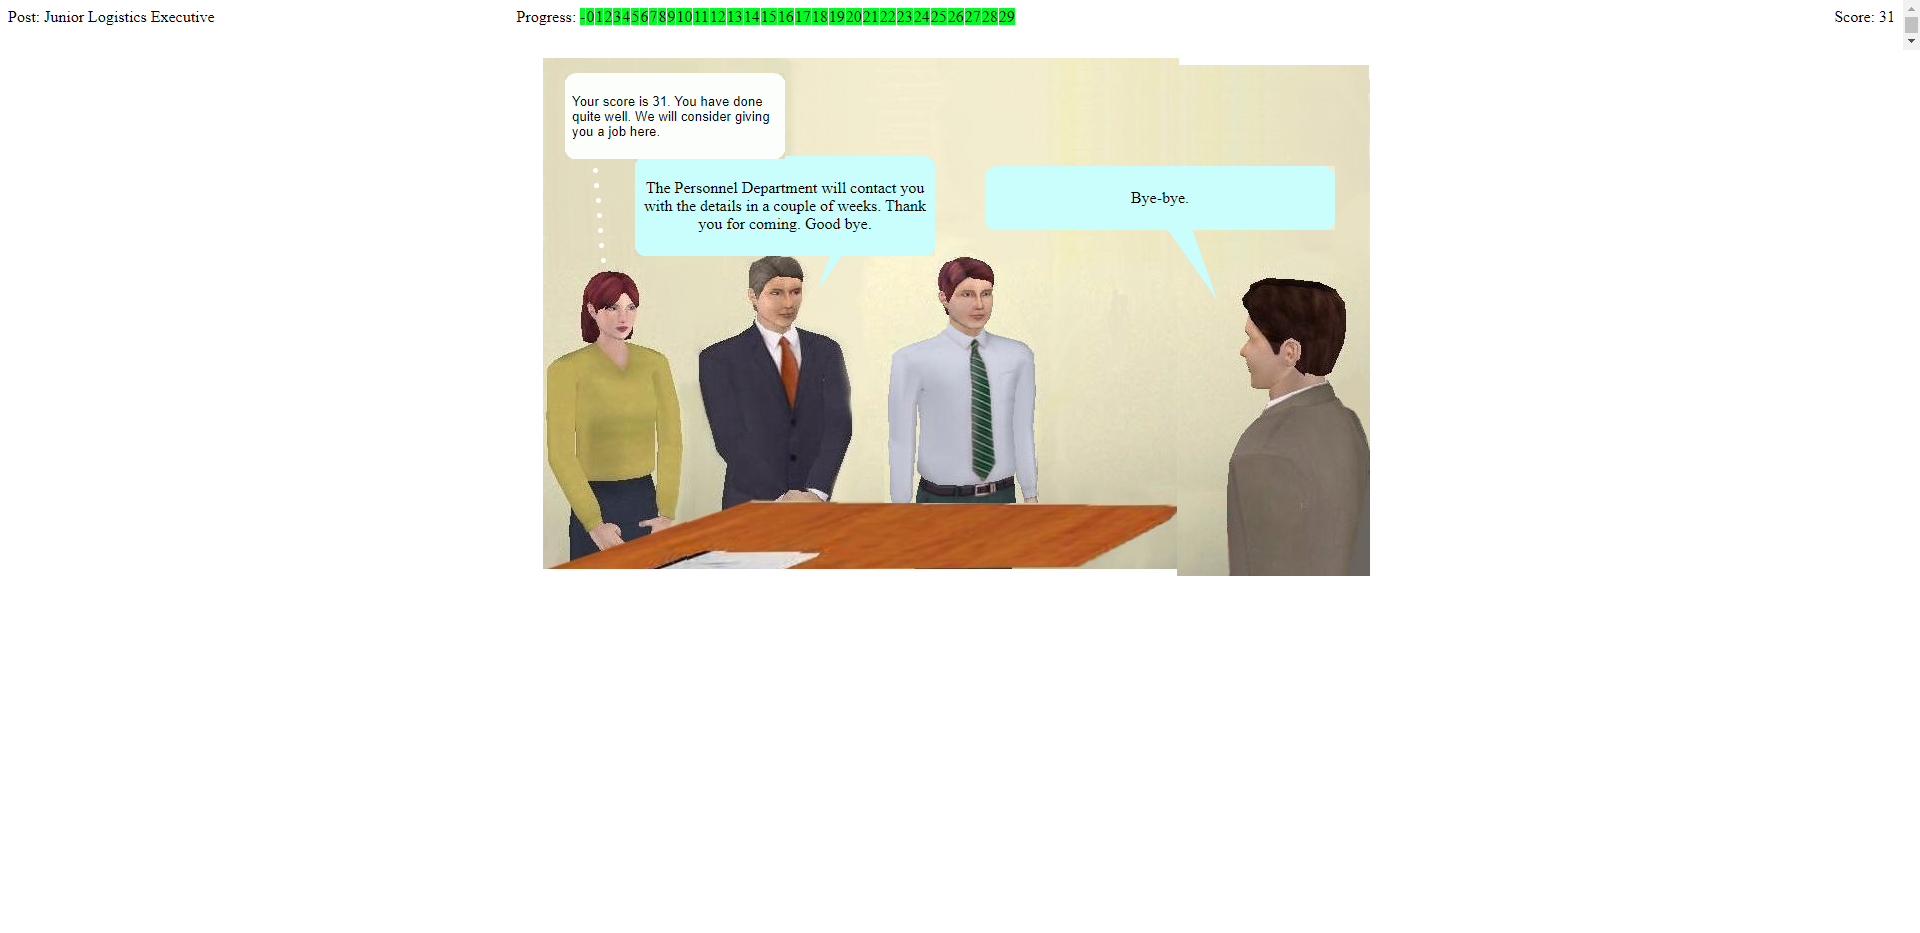 Post: Junior Logistics Executive
Progress: -01234567891011121314151617181920212223242526272829
Score: 31
Your score is 31. You have done
quite well. We will consider giving
you a job here.
The Personnel Department will contact you
with the details in a couple of weeks. Thank
you for coming. Good bye.
Bye-bye.